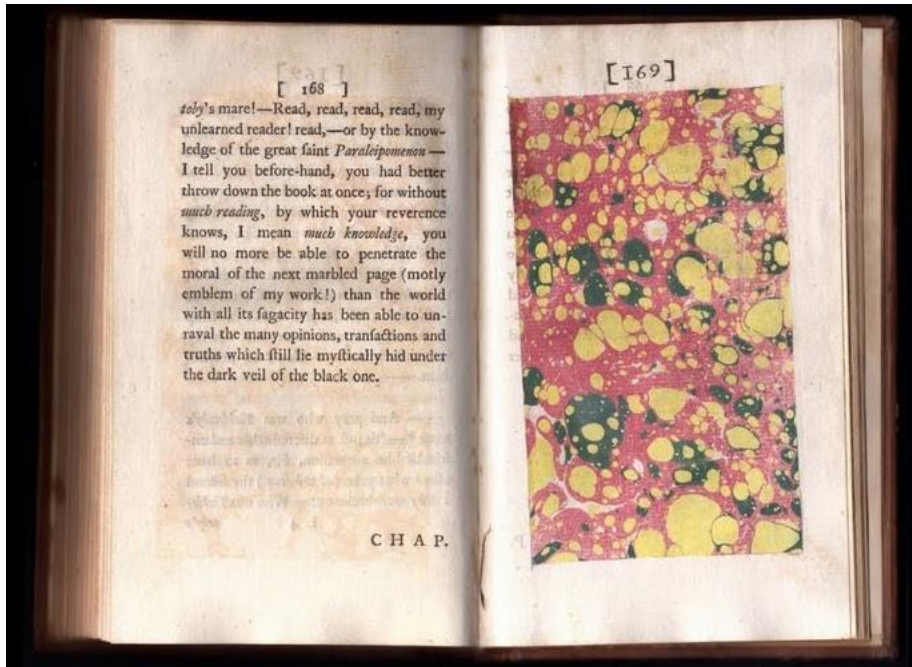 [ 168 ]
toby's mare!—Read, read, read, read, my
unlearned reader! read,—or by the know-
ledge of the great ſaint Paraleipomenon—
I tell you before-hand, you had better
throw down the book at once; for without
much reading, by which your reverence
knows, I mean much knowledge, you
will no more be able to penetrate the
moral of the next marbled page (motly
emblem of my work!) than the world
with all its ſagacity has been able to un-
raval the many opinions, tranſactions and
truths which ſtill lie myſtically hid under
the dark veil of the black one.
CHAP.
[169]